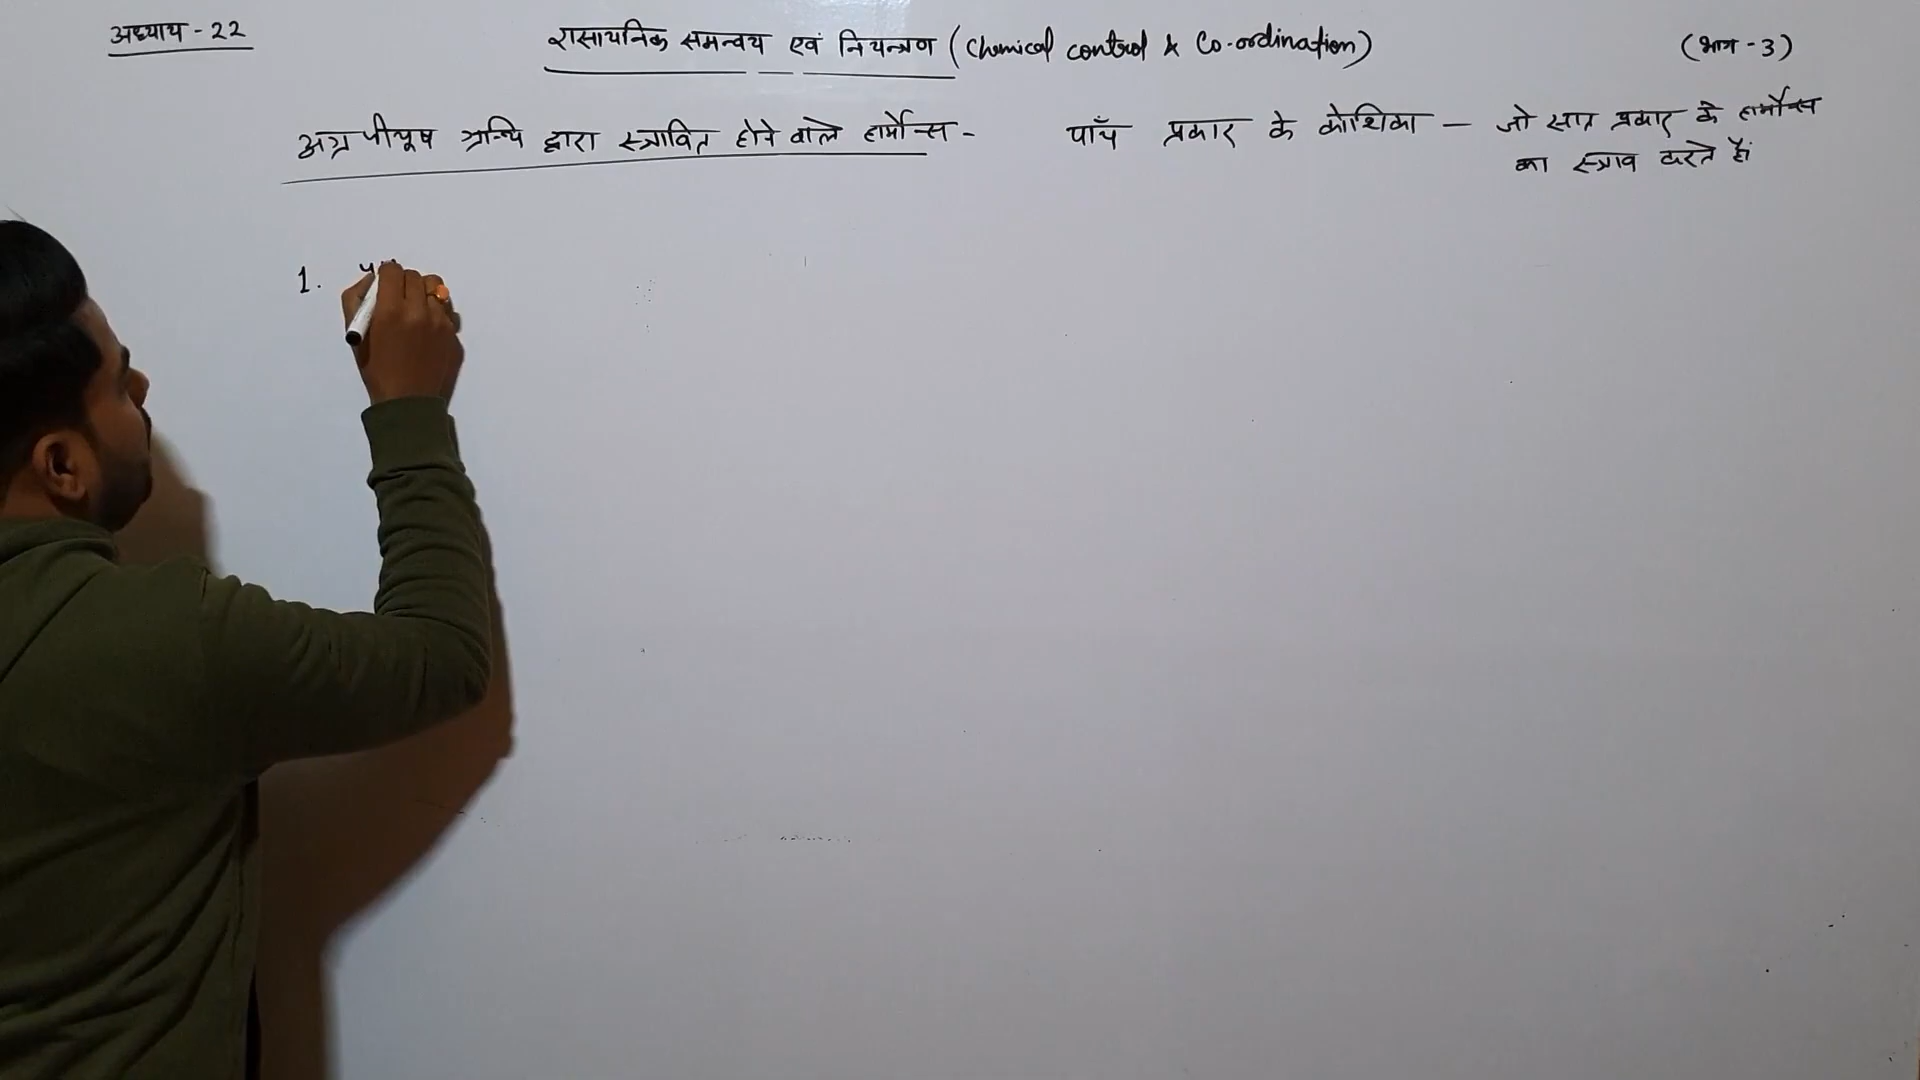 अध्याय - 22
रासायनिक समन्वय एवं नियन्त्रण (Chemical control & Co-ordination)
(भाग - 3)
अग्र पीयूष ग्रन्थि द्वारा स्त्रावित होने वाले हार्मोन्स -
पाँच प्रकार के कोशिका - जो सात प्रकार के हार्मोन्स
का स्त्राव करते हैं।
1.